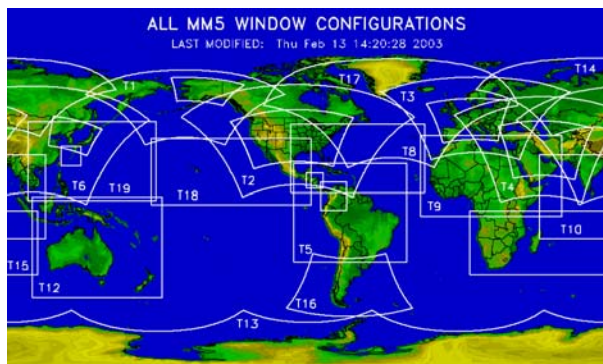 ALL MM5 WINDOW CONFIGURATIONS
LAST MODIFIED: Thu Feb 13 14:20:28 2003
T14
T17
T1
T3
T8
T6
T19
T18
T2
T4
T9
T10
T5
T15
T12
T16
T13